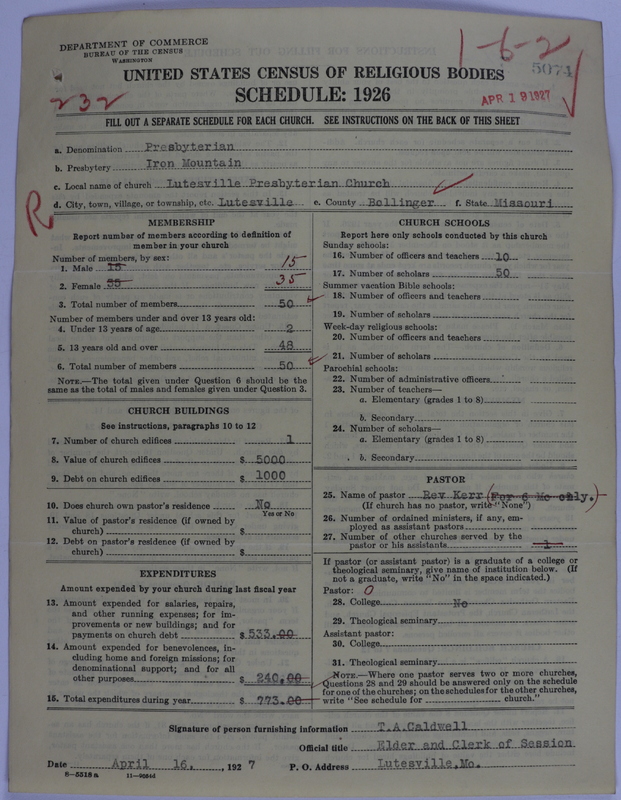 DEPARTMENT OF COMMERCE
BUREAU OF THE CENSUS
WASHINGTON
1-6-2
5074
UNITED STATES CENSUS OF RELIGIOUS BODIES
232
SCHEDULE: 1926
APR 19 1927
FILL OUT A SEPARATE SCHEDULE FOR EACH CHURCH. SEE INSTRUCTIONS ON THE BACK OF THIS SHEET
a. Denomination Presbyterian
b. Presbytery Iron Mountain
c. Local name of church Lutesville Presbyterian Church
R
d. City, town, village, or township, etc. Lutesville e. County Bollinger f. State Missouri
MEMBERSHIP
Report number of members according to definition of
member in your church
Number of members, by sex:
1. Male 15 15
2. Female 35 35
3. Total number of members 50
Number of members under and over 13 years old:
4. Under 13 years of age 2
5. 13 years old and over 48
6. Total number of members 50
NOTE.—The total given under Question 6 should be the
same as the total of males and females given under Question 3.
CHURCH BUILDINGS
See instructions, paragraphs 10 to 12
7. Number of church edifices 1
8. Value of church edifices $ 5000
9. Debt on church edifices $ 1000
10. Does church own pastor's residence No
Yes or No
11. Value of pastor's residence (if owned by
church) $
12. Debt on pastor's residence (if owned by
church) $
EXPENDITURES
Amount expended by your church during last fiscal year
13. Amount expended for salaries, repairs,
and other running expenses; for im-
provements or new buildings; and for
payments on church debt $ 533.00
14. Amount expended for benevolences, in-
cluding home and foreign missions; for
denominational support; and for all
other purposes $ 240.00
15. Total expenditures during year $ 773.00
CHURCH SCHOOLS
Report here only schools conducted by this church
Sunday schools:
16. Number of officers and teachers 10
17. Number of scholars 50
Summer vacation Bible schools:
18. Number of officers and teachers
19. Number of scholars
Week-day religious schools:
20. Number of officers and teachers
21. Number of scholars
Parochial schools:
22. Number of administrative officers
23. Number of teachers—
a. Elementary (grades 1 to 8)
b. Secondary
24. Number of scholars—
a. Elementary (grades 1 to 8)
b. Secondary
PASTOR
25. Name of pastor Rev Kerr (For 6 Mo only.)
(If church has no pastor, write "None")
26. Number of ordained ministers, if any, em-
ployed as assistant pastors
27. Number of other churches served by the
pastor or his assistants 1
If pastor (or assistant pastor) is a graduate of a college or
theological seminary, give name of institution below. (If
not a graduate, write "No" in the space indicated.)
Pastor: 0
28. College No
29. Theological seminary
Assistant pastor:
30. College
31. Theological seminary
NOTE.—Where one pastor serves two or more churches,
Questions 28 and 29 should be answered only on the schedule
for one of the churches; on the schedules for the other churches,
write "See schedule for church."
Signature of person furnishing information T.A.Caldwell
Official title Elder and Clerk of Session
Date April 16, , 1927 P. O. Address Lutesville,Mo.
8-5318a